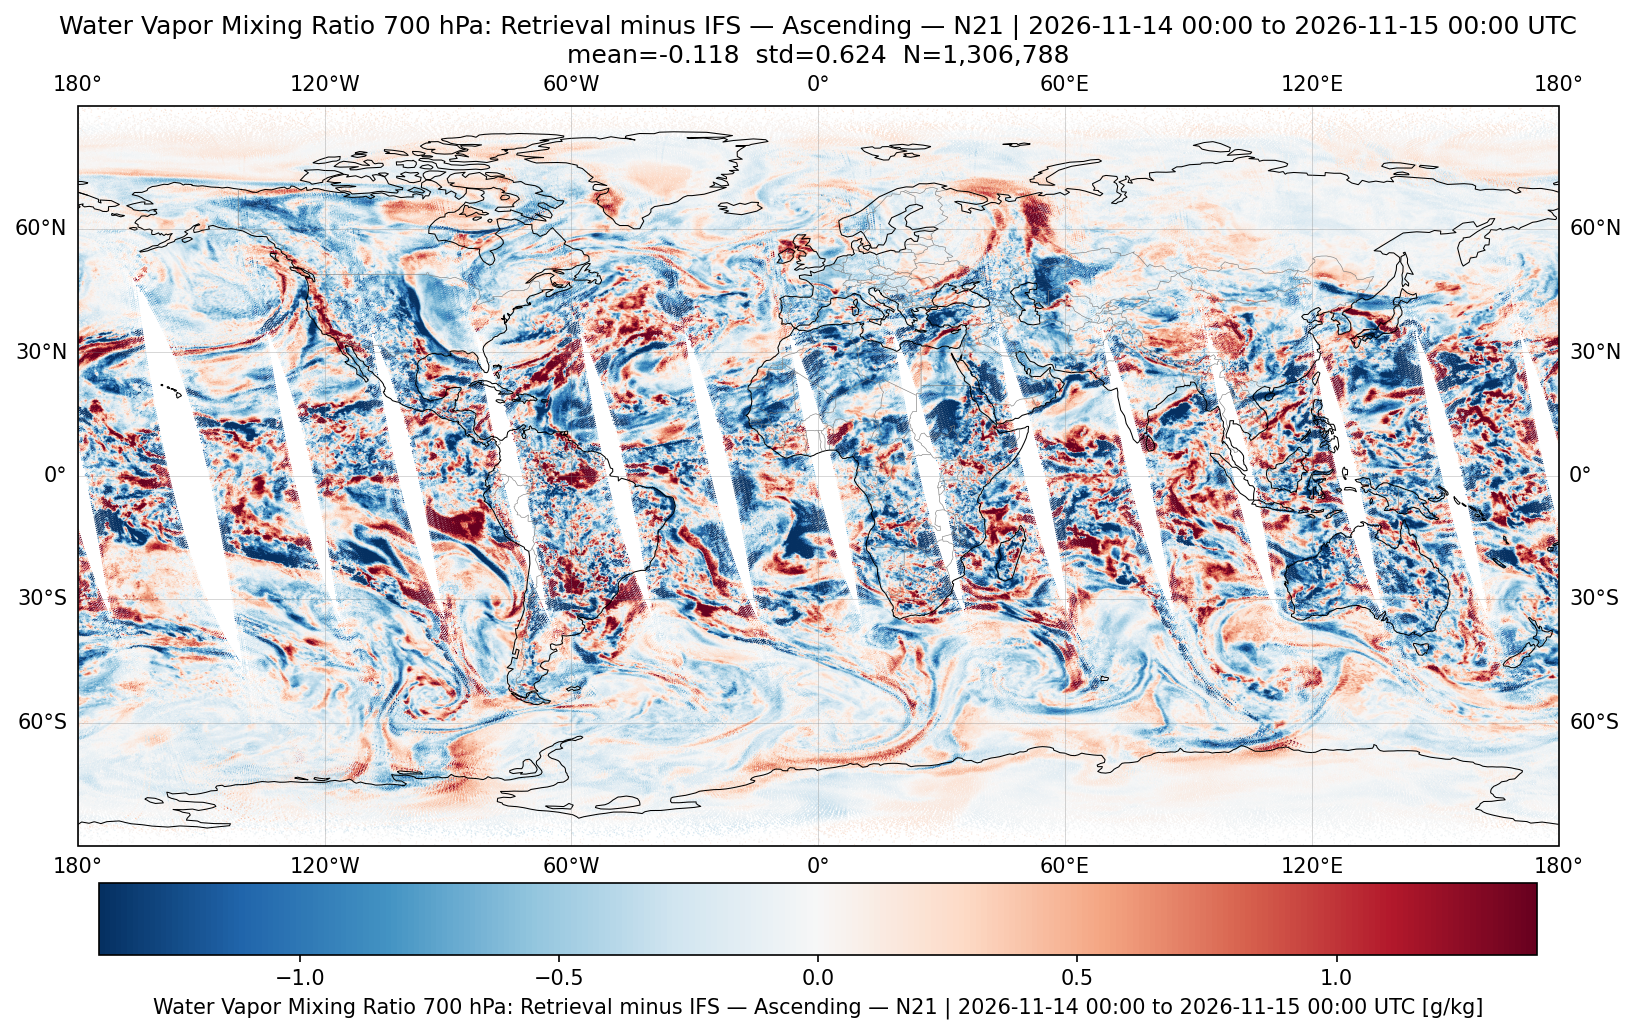 Water Vapor Mixing Ratio 700 hPa: Retrieval minus IFS — Ascending — N21 | 2026-11-14 00:00 to 2026-11-15 00:00 UTC
mean=-0.118 std=0.624 N=1,306,788
180° 120°W 60°W 0° 60°E 120°E 180°
60°N 60°N
30°N 30°N
0° 0°
30°S 30°S
60°S 60°S
180° 120°W 60°W 0° 60°E 120°E 180°
−1.0 −0.5 0.0 0.5 1.0
Water Vapor Mixing Ratio 700 hPa: Retrieval minus IFS — Ascending — N21 | 2026-11-14 00:00 to 2026-11-15 00:00 UTC [g/kg]